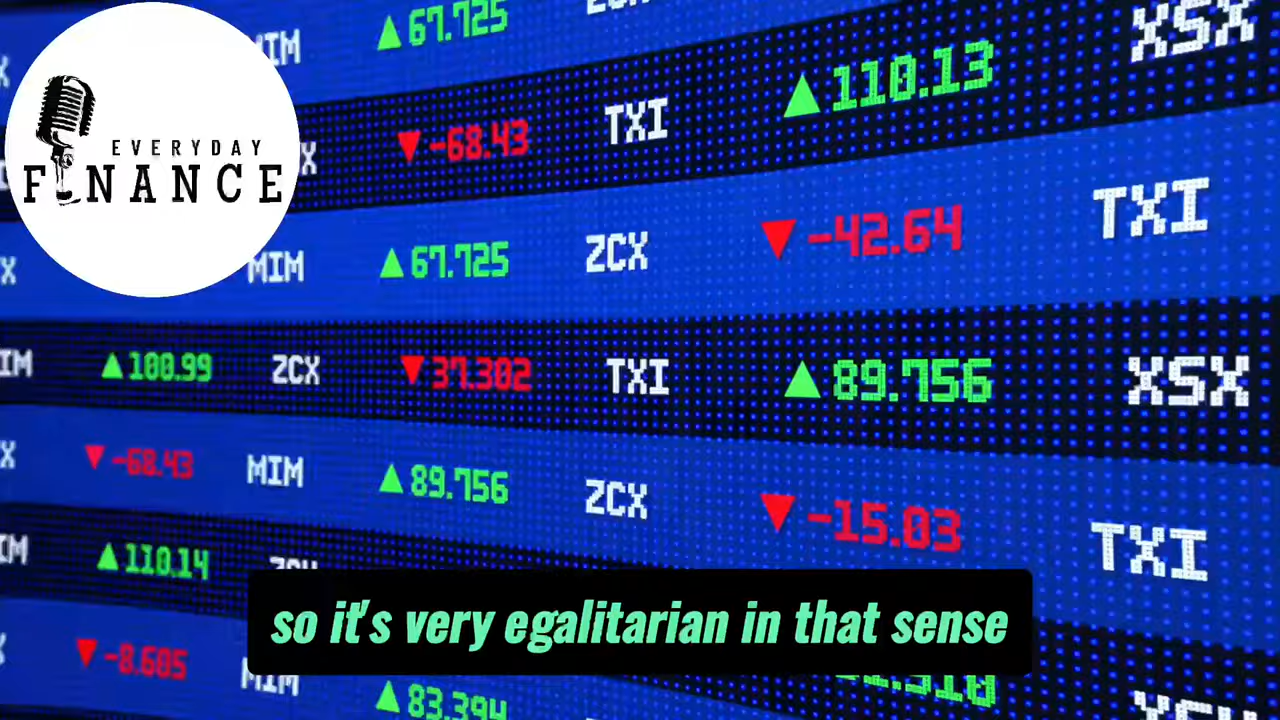 MIM ▲67.725
▼-68.43 TXI ▲110.13 XSX
EVERYDAY
FINANCE
MIM ▲67.725 ZCX ▼-42.64 TXI
▲100.99 ZCX ▼37.302 TXI ▲89.756 XSX
▼-68.43 MIM ▲89.756 ZCX ▼-15.03 TXI
▲110.14
so it's very egalitarian in that sense
▼-8.605 MIM ▲83.394